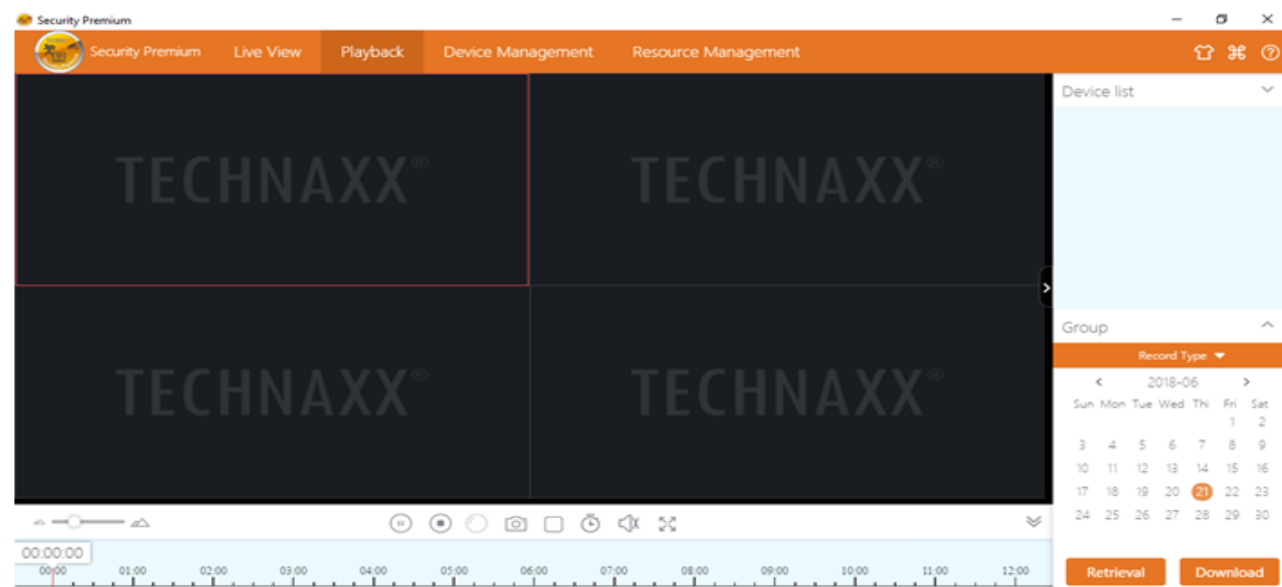 Security Premium
Security Premium Live View Playback Device Management Resource Management
Device list
TECHNAXX® TECHNAXX®
TECHNAXX® TECHNAXX®
Group
Record Type
2018-06
Sun Mon Tue Wed Thi Fri Sat
1 2
3 4 5 6 7 8 9
10 11 12 13 14 15 16
17 18 19 20 21 22 23
24 25 26 27 28 29 30
00:00:00
00:00 01:00 02:00 03:00 04:00 05:00 06:00 07:00 08:00 09:00 10:00 11:00 12:00
Retrieval Download